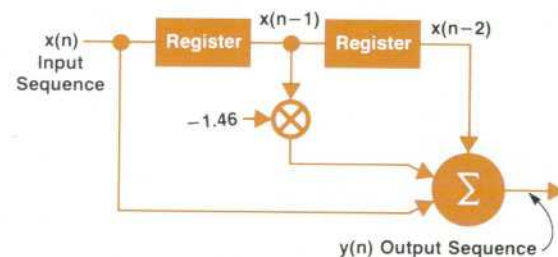 x(n)
Input
Sequence
Register
x(n−1)
Register
x(n−2)
−1.46
Σ
y(n) Output Sequence